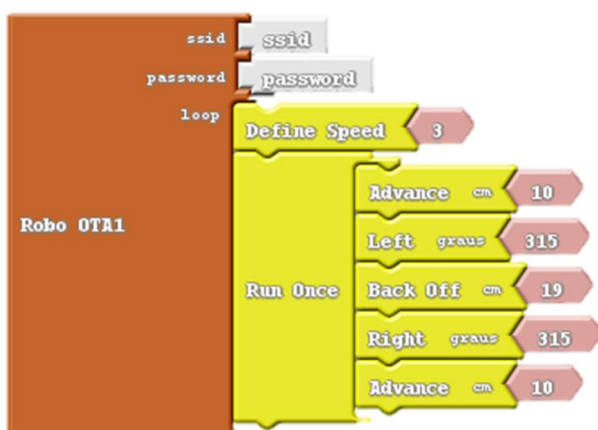 ssid ssid
password password
loop
Define Speed 3
Advance cm 10
Left graus 315
Robo OTA1
Run Once
Back Off cm 19
Right graus 315
Advance cm 10